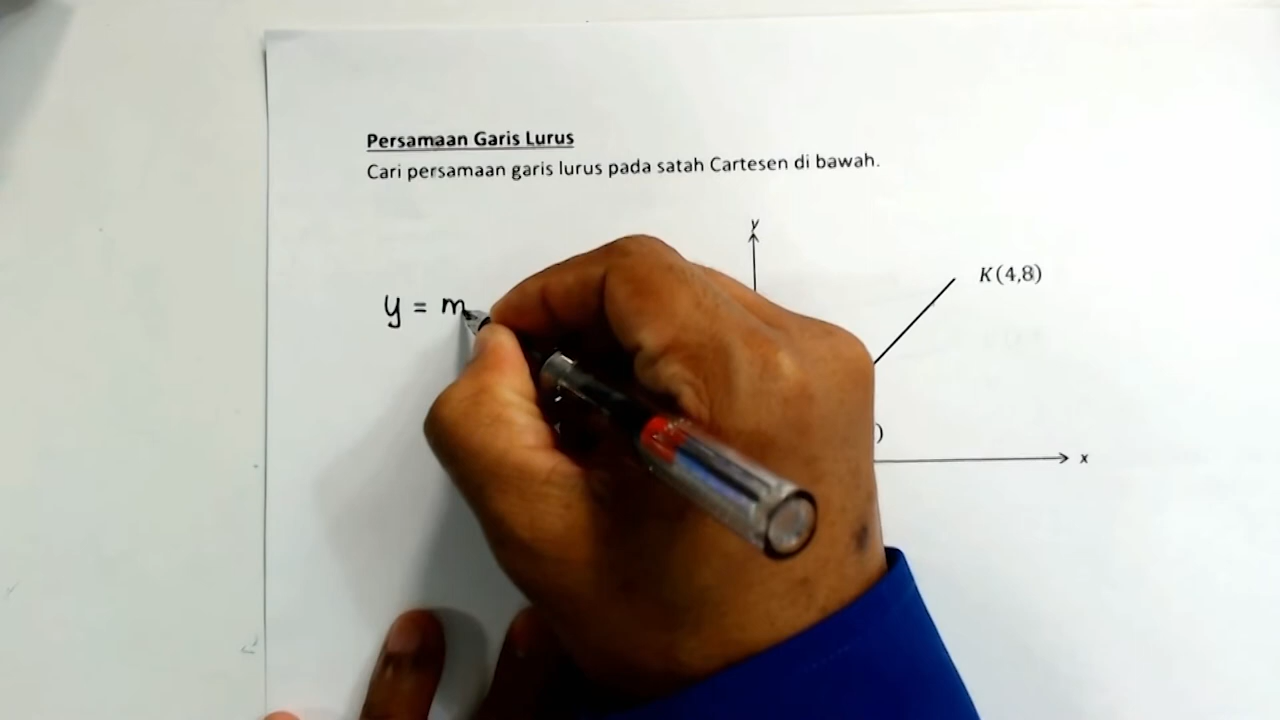 Persamaan Garis Lurus
Cari persamaan garis lurus pada satah Cartesen di bawah.
y
K(4,8)
y = m
)
x